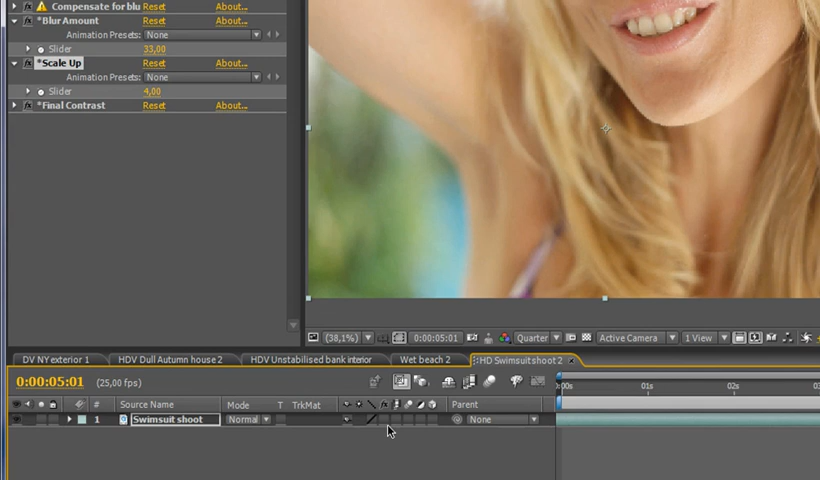 Compensate for blu Reset About...
*Blur Amount Reset About...
Animation Presets: None
Slider 33,00
*Scale Up Reset About...
Animation Presets: None
Slider 4,00
*Final Contrast Reset About...
(38,1%) 0:00:05:01 Quarter Active Camera 1 View
DV NY exterior 1 HDV Dull Autumn house 2 HDV Unstabilised bank interior Wet beach 2 HD Swimsuit shoot 2
0:00:05:01 (25,00 fps) 01s 02s
# Source Name Mode T TrkMat Parent
1 Swimsuit shoot Normal None